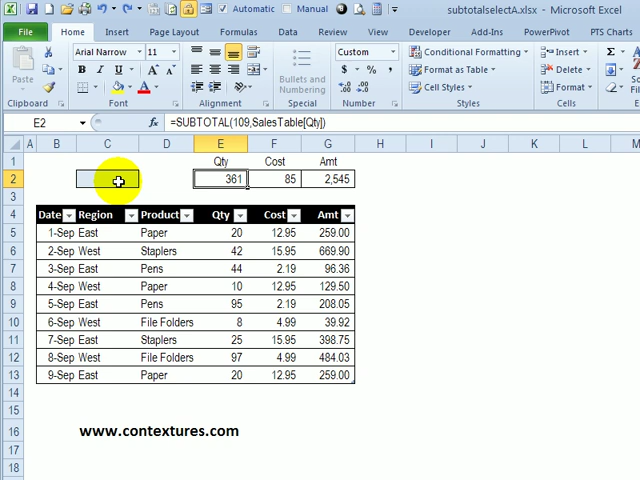 Automatic Manual subtotalselectA.xlsx - Microsoft Excel
File Home Insert Page Layout Formulas Data Review View Developer Add-Ins PowerPivot PTS Charts
Paste Arial Narrow 11 Custom Conditional Formatting Insert
B I U A A Bullets and Numbers $ % , Format as Table Delete
A Cell Styles Format
Clipboard Font Alignment Number Styles Cells
E2 fx =SUBTOTAL(109,SalesTable[Qty])
A B C D E F G H I J K L M
1 Qty Cost Amt
2 361 85 2,545
3
4 Date Region Product Qty Cost Amt
5 1-Sep East Paper 20 12.95 259.00
6 2-Sep West Staplers 42 15.95 669.90
7 3-Sep East Pens 44 2.19 96.36
8 4-Sep West Paper 10 12.95 129.50
9 5-Sep East Pens 95 2.19 208.05
10 6-Sep West File Folders 8 4.99 39.92
11 7-Sep East Staplers 25 15.95 398.75
12 8-Sep West File Folders 97 4.99 484.03
13 9-Sep East Paper 20 12.95 259.00
14
15
16 www.contextures.com
17
18